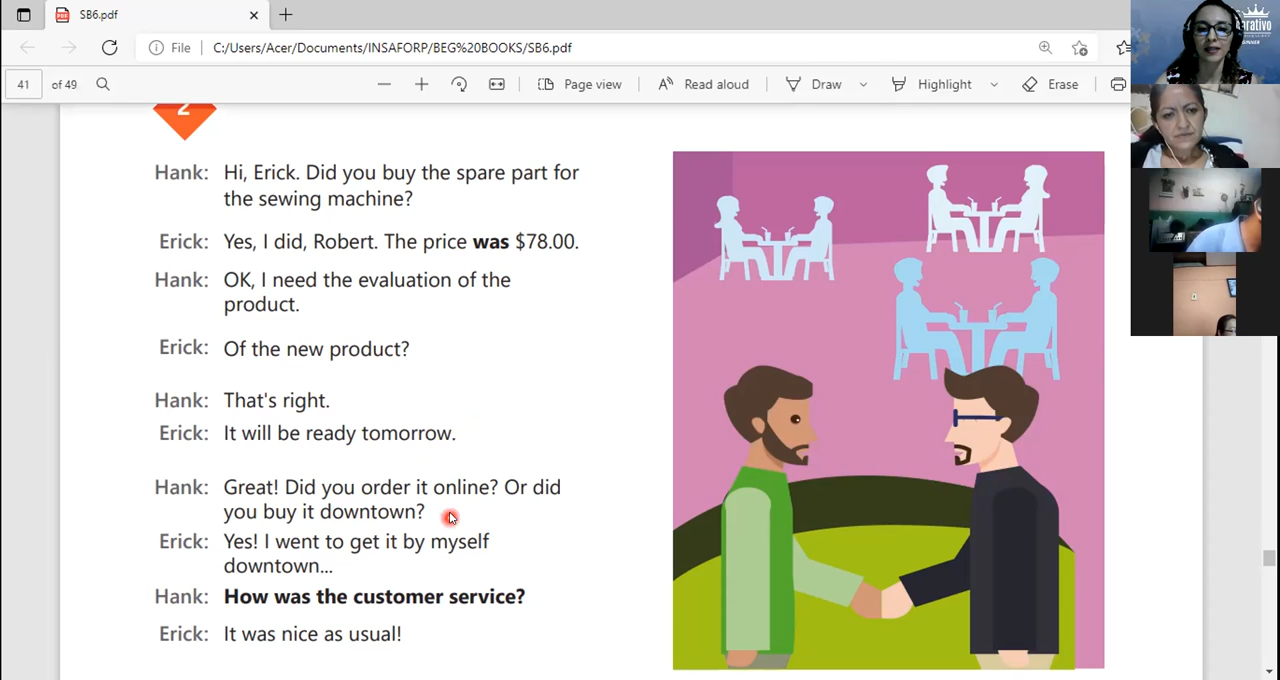 SB6.pdf
File C:/Users/Acer/Documents/INSAFORP/BEG%20BOOKS/SB6.pdf
41 of 49 Page view Read aloud Draw Highlight Erase
2
Hank: Hi, Erick. Did you buy the spare part for
the sewing machine?
Erick: Yes, I did, Robert. The price was $78.00.
Hank: OK, I need the evaluation of the
product.
Erick: Of the new product?
Hank: That's right.
Erick: It will be ready tomorrow.
Hank: Great! Did you order it online? Or did
you buy it downtown?
Erick: Yes! I went to get it by myself
downtown...
Hank: How was the customer service?
Erick: It was nice as usual!